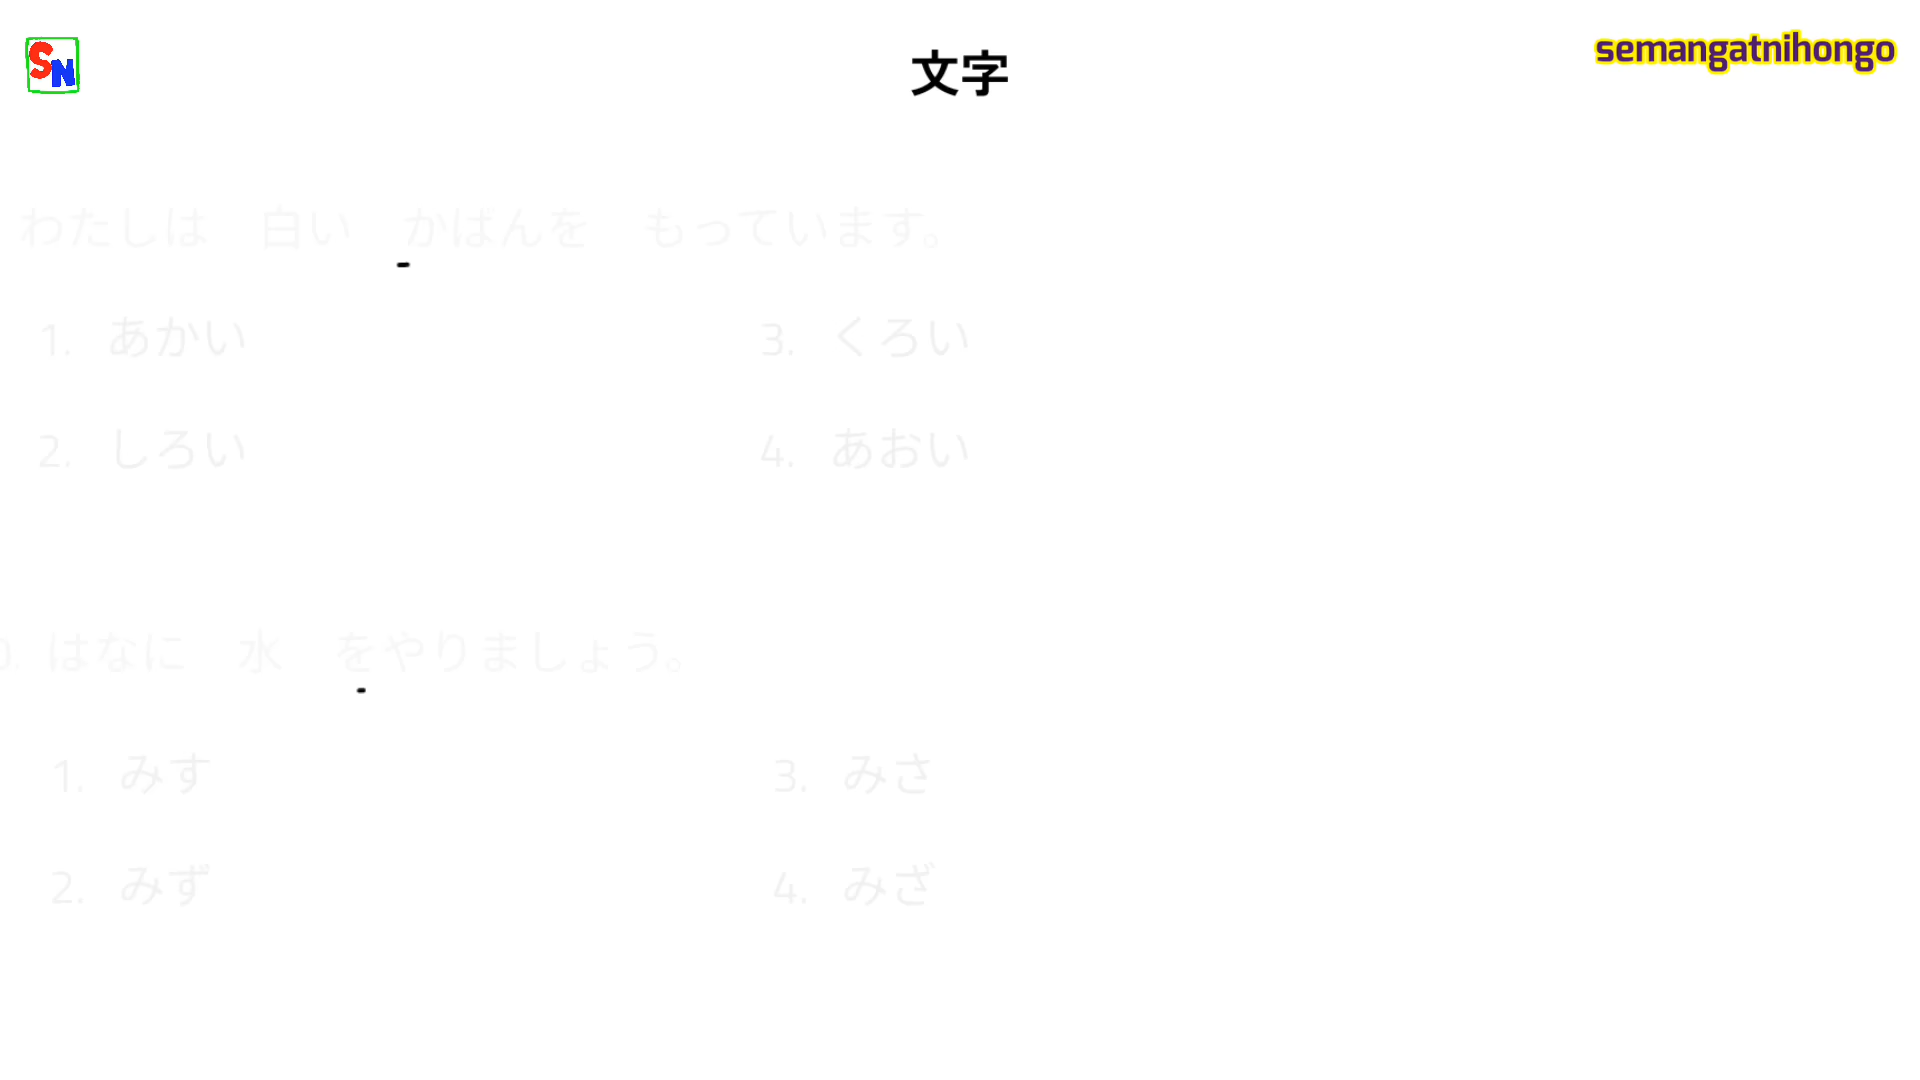 SN
文字
semangatnihongo
わたしは 白い かばんを もっています。
1. あかい
3. くろい
2. しろい
4. あおい
はなに 水 をやりましょう。
1. みす
3. みさ
2. みず
4. みざ